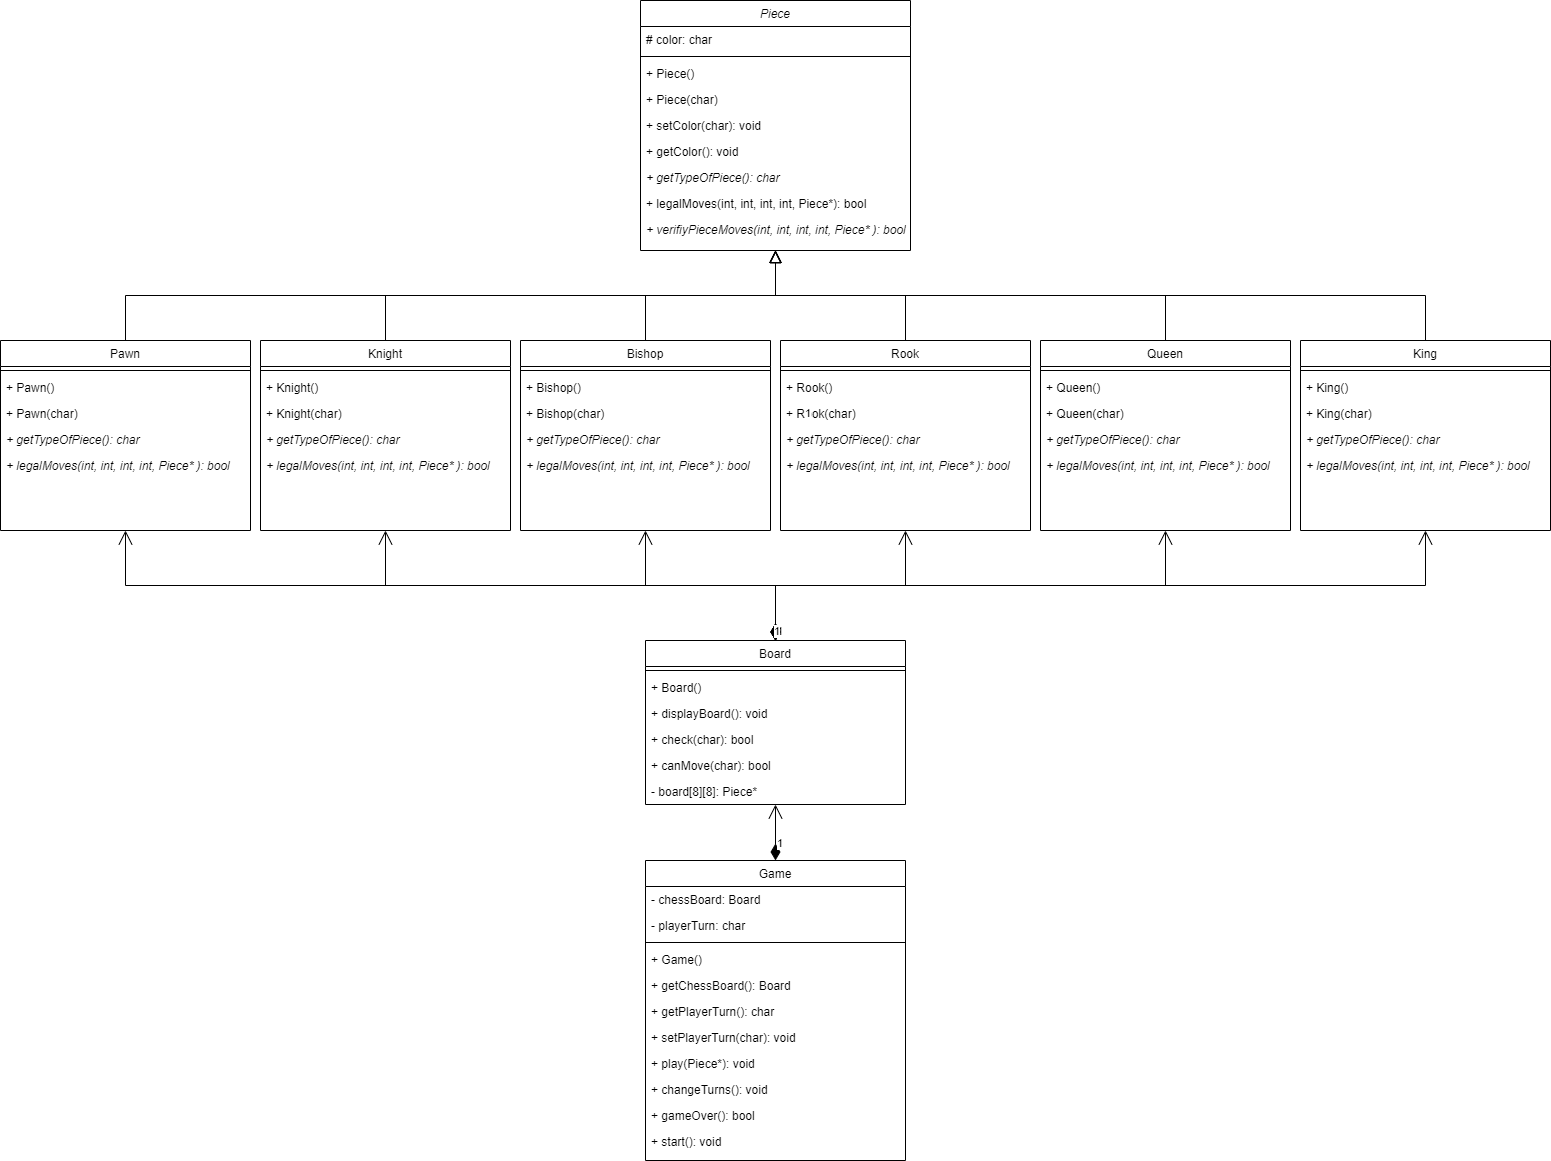 Piece
# color: char
+ Piece()
+ Piece(char)
+ setColor(char): void
+ getColor(): void
+ getTypeOfPiece(): char
+ legalMoves(int, int, int, int, Piece*): bool
+ verifiyPieceMoves(int, int, int, int, Piece* ): bool
Pawn
+ Pawn()
+ Pawn(char)
+ getTypeOfPiece(): char
+ legalMoves(int, int, int, int, Piece* ): bool
Knight
+ Knight()
+ Knight(char)
+ getTypeOfPiece(): char
+ legalMoves(int, int, int, int, Piece* ): bool
Bishop
+ Bishop()
+ Bishop(char)
+ getTypeOfPiece(): char
+ legalMoves(int, int, int, int, Piece* ): bool
Rook
+ Rook()
+ R1ok(char)
+ getTypeOfPiece(): char
+ legalMoves(int, int, int, int, Piece* ): bool
Queen
+ Queen()
+ Queen(char)
+ getTypeOfPiece(): char
+ legalMoves(int, int, int, int, Piece* ): bool
King
+ King()
+ King(char)
+ getTypeOfPiece(): char
+ legalMoves(int, int, int, int, Piece* ): bool
Board
+ Board()
+ displayBoard(): void
+ check(char): bool
+ canMove(char): bool
- board[8][8]: Piece*
1
Game
- chessBoard: Board
- playerTurn: char
+ Game()
+ getChessBoard(): Board
+ getPlayerTurn(): char
+ setPlayerTurn(char): void
+ play(Piece*): void
+ changeTurns(): void
+ gameOver(): bool
+ start(): void